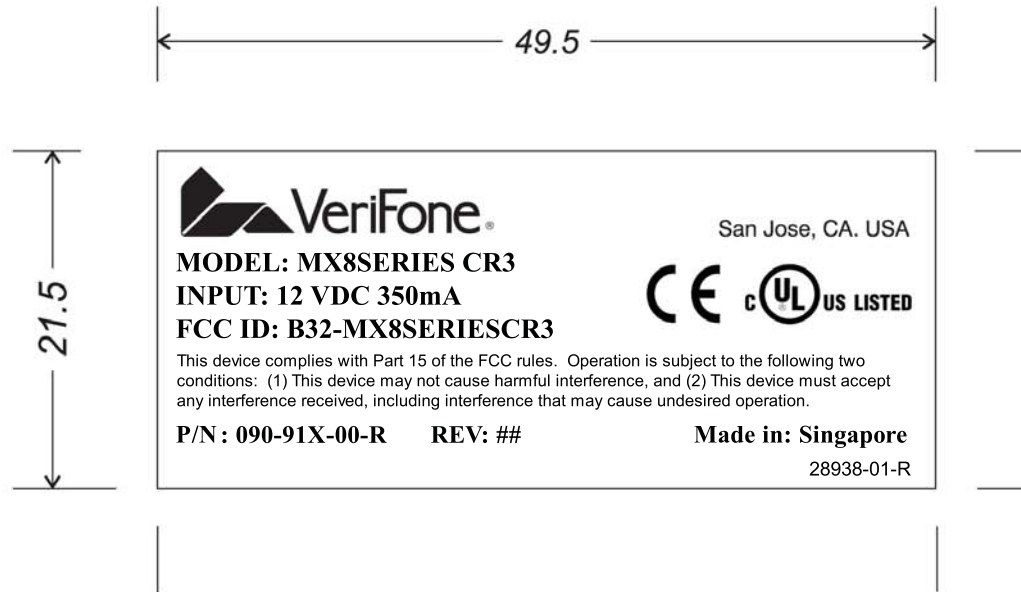 49.5
21.5
VeriFone®
San Jose, CA. USA
MODEL: MX8SERIES CR3
INPUT: 12 VDC 350mA
FCC ID: B32-MX8SERIESCR3
CE C UL® US LISTED
This device complies with Part 15 of the FCC rules.  Operation is subject to the following two
conditions:  (1) This device may not cause harmful interference, and (2) This device must accept
any interference received, including interference that may cause undesired operation.
P/N: 090-91X-00-R REV: ## Made in: Singapore
28938-01-R